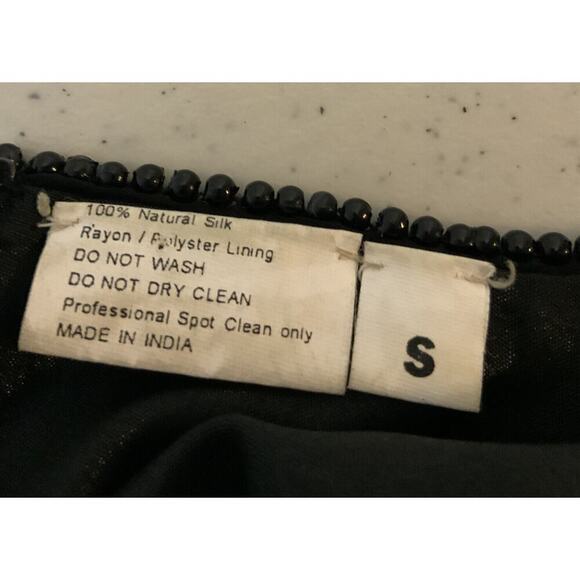 100% Natural Silk
Rayon / Polyster Lining
DO NOT WASH
DO NOT DRY CLEAN
Professional Spot Clean only
MADE IN INDIA
S